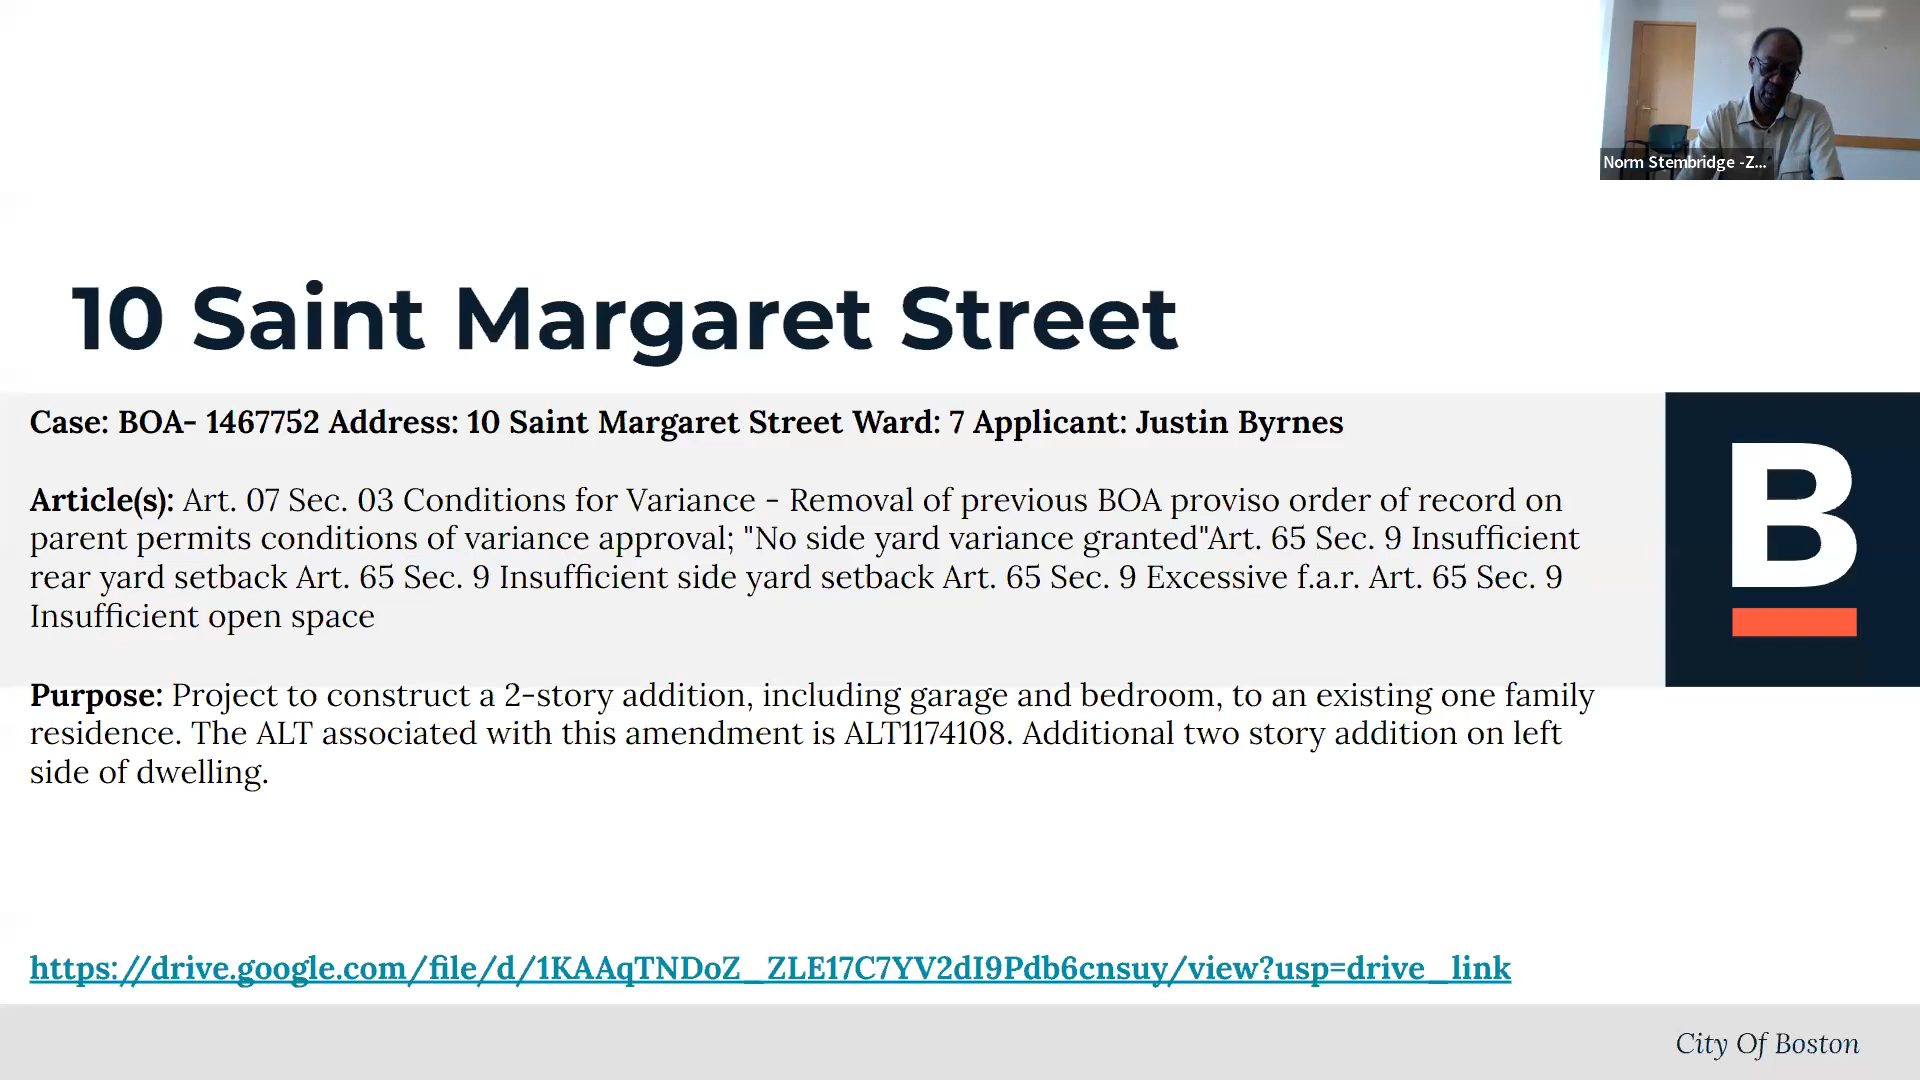 Norm Stembridge -Z...
10 Saint Margaret Street
Case: BOA- 1467752 Address: 10 Saint Margaret Street Ward: 7 Applicant: Justin Byrnes
Article(s): Art. 07 Sec. 03 Conditions for Variance - Removal of previous BOA proviso order of record on
parent permits conditions of variance approval; "No side yard variance granted"Art. 65 Sec. 9 Insufficient
rear yard setback Art. 65 Sec. 9 Insufficient side yard setback Art. 65 Sec. 9 Excessive f.a.r. Art. 65 Sec. 9
Insufficient open space
B
Purpose: Project to construct a 2-story addition, including garage and bedroom, to an existing one family
residence. The ALT associated with this amendment is ALT1174108. Additional two story addition on left
side of dwelling.
https://drive.google.com/file/d/1KAAqTNDoZ_ZLE17C7YV2dI9Pdb6cnsuy/view?usp=drive_link
City Of Boston